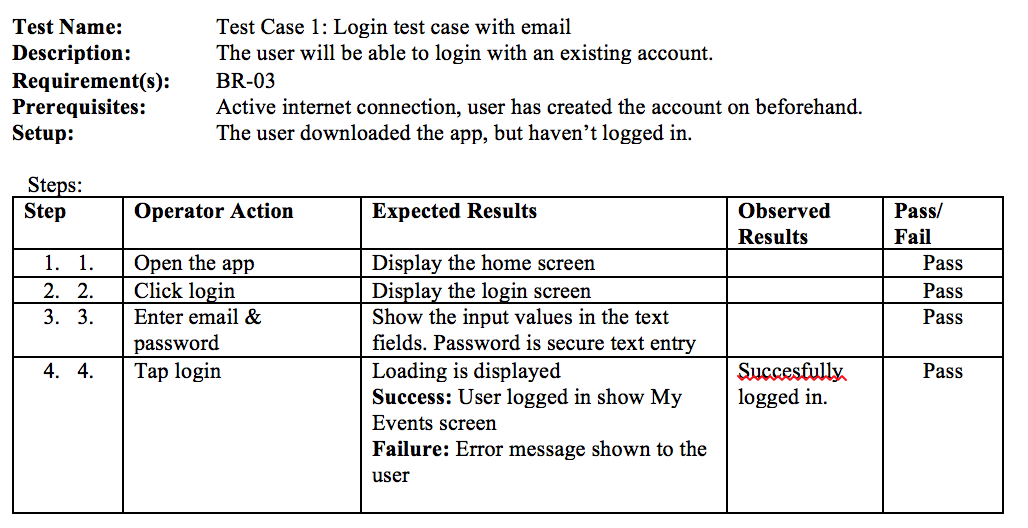 Test Name: Test Case 1: Login test case with email
Description: The user will be able to login with an existing account.
Requirement(s): BR-03
Prerequisites: Active internet connection, user has created the account on beforehand.
Setup: The user downloaded the app, but haven’t logged in.
Steps:
Step Operator Action Expected Results Observed Results Pass/ Fail
1. 1. Open the app Display the home screen Pass
2. 2. Click login Display the login screen Pass
3. 3. Enter email & password Show the input values in the text fields. Password is secure text entry Pass
4. 4. Tap login Loading is displayed Success: User logged in show My Events screen Failure: Error message shown to the user Succesfully logged in. Pass